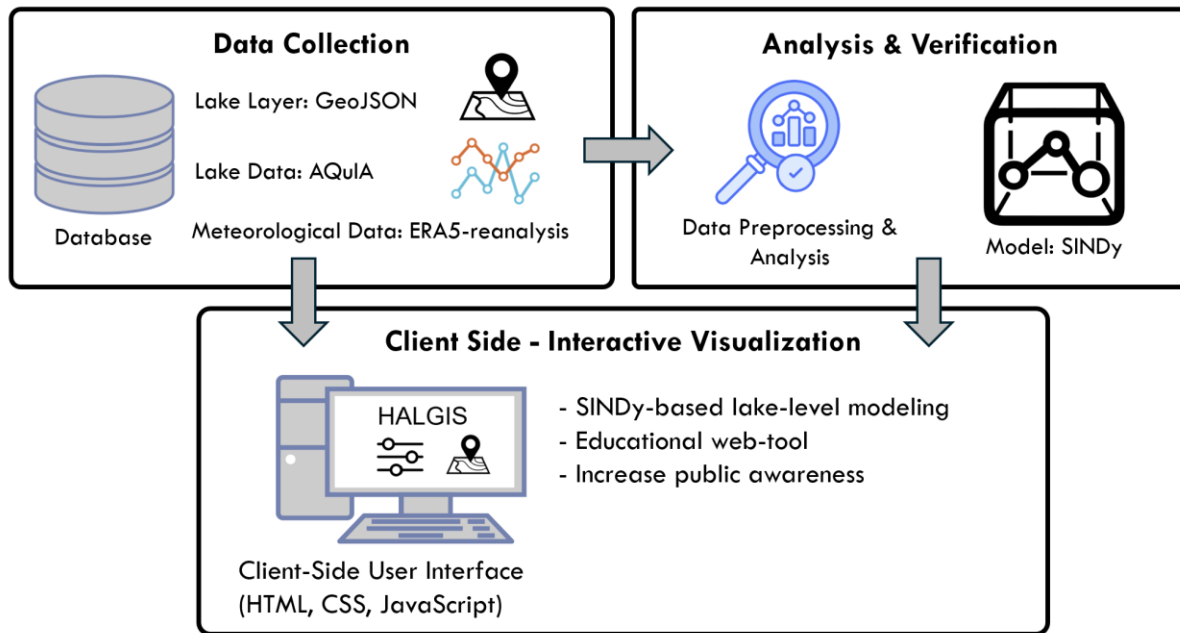 Data Collection
Lake Layer: GeoJSON
Lake Data: AQuIA
Database
Meteorological Data: ERA5-reanalysis
Analysis & Verification
Data Preprocessing &
Analysis
Model: SINDy
Client Side - Interactive Visualization
HALGIS
- SINDy-based lake-level modeling
- Educational web-tool
- Increase public awareness
Client-Side User Interface
(HTML, CSS, JavaScript)